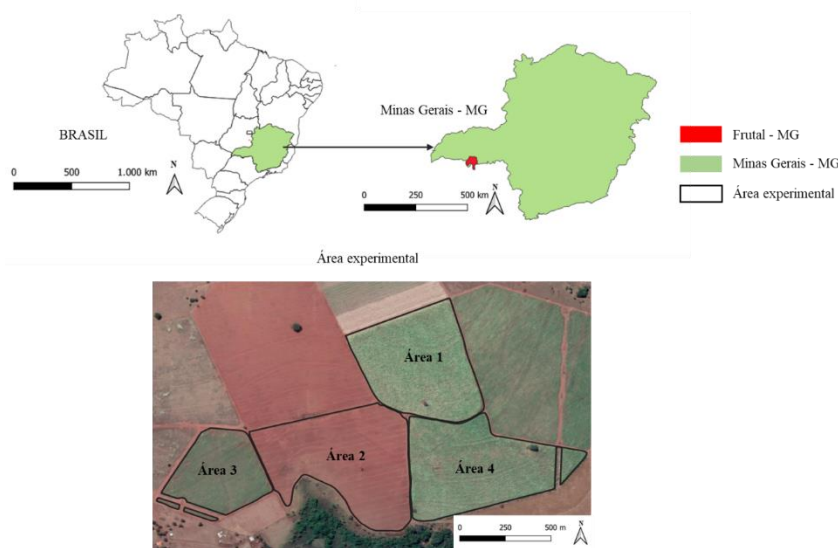 BRASIL
N
0 500 1.000 km
Minas Gerais - MG
0 250 500 km
N
Frutal - MG
Minas Gerais - MG
Área experimental
Área experimental
Área 1
Área 2
Área 3
Área 4
0 250 500 m
N